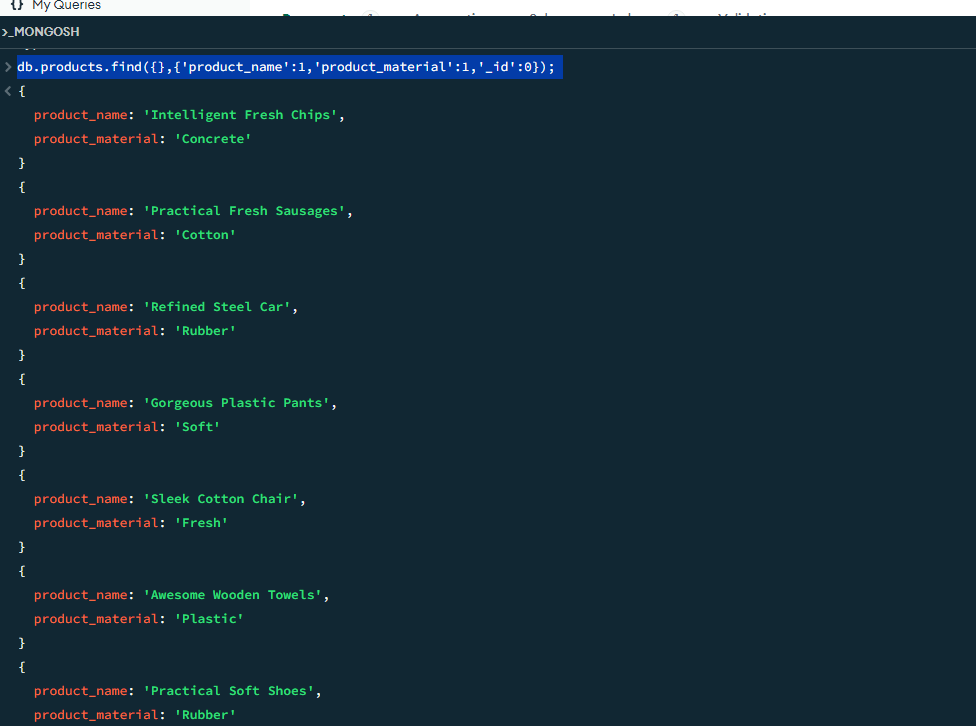 {} My Queries
>_MONGOSH
> db.products.find({},{'product_name':1,'product_material':1,'_id':0});
< {
product_name: 'Intelligent Fresh Chips',
product_material: 'Concrete'
}
{
product_name: 'Practical Fresh Sausages',
product_material: 'Cotton'
}
{
product_name: 'Refined Steel Car',
product_material: 'Rubber'
}
{
product_name: 'Gorgeous Plastic Pants',
product_material: 'Soft'
}
{
product_name: 'Sleek Cotton Chair',
product_material: 'Fresh'
}
{
product_name: 'Awesome Wooden Towels',
product_material: 'Plastic'
}
{
product_name: 'Practical Soft Shoes',
product_material: 'Rubber'